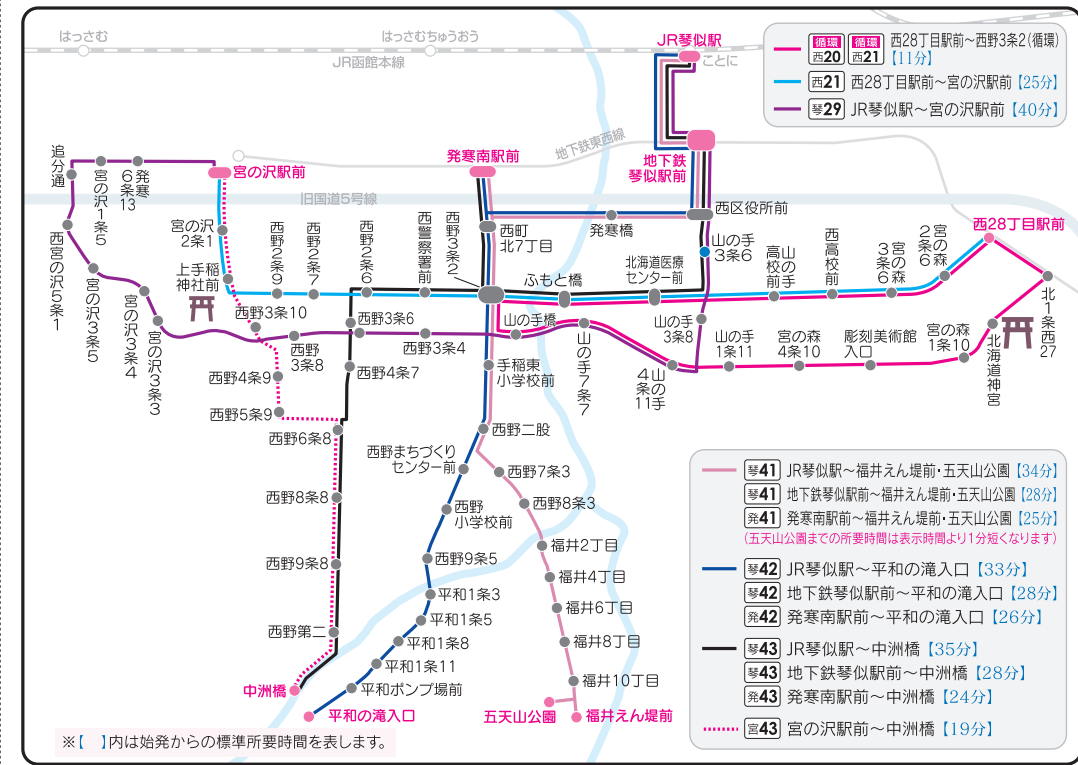 はっさむ
はっさむちゅうおう
JR函館本線
JR琴似駅
ことに
循環 西20 循環 西21 西28丁目駅前～西野3条2(循環)
【11分】
西21 西28丁目駅前～宮の沢駅前【25分】
琴29 JR琴似駅～宮の沢駅前【40分】
追分通
宮の沢1条5
発寒6条13
宮の沢駅前
発寒南駅前
地下鉄東西線
地下鉄
琴似駅前
旧国道5号線
西区役所前
発寒橋
西28丁目駅前
宮の沢
2条1
上手稲
神社前
西野2条9
西野2条7
西野2条6
西警察署前
西野3条2
西町
北7丁目
ふもと橋
北海道医療
センター前
山の手
3条6
山の手高校前
西高校前
宮の森3条6
宮の森2条6
北1条西27
北海道神宮
西宮の沢5条1
宮の沢3条5
宮の沢3条4
宮の沢3条3
西野3条10
西野
3条8
西野3条6
西野3条4
山の手橋
山の手7条7
山の手4条11
山の手
3条8
山の手
1条11
宮の森
4条10
彫刻美術館
入口
宮の森
1条10
西野4条9
西野4条7
手稲東
小学校前
西野5条9
西野6条8
西野二股
西野まちづくり
センター前
西野7条3
西野8条8
西野
小学校前
西野8条3
西野9条8
西野9条5
福井2丁目
福井4丁目
平和1条3
福井6丁目
西野第二
平和1条5
平和1条8
福井8丁目
平和1条11
福井10丁目
中洲橋
平和ポンプ場前
平和の滝入口
五天山公園
福井えん堤前
琴41 JR琴似駅～福井えん堤前・五天山公園【34分】
琴41 地下鉄琴似駅前～福井えん堤前・五天山公園【28分】
発41 発寒南駅前～福井えん堤前・五天山公園【25分】
(五天山公園までの所要時間は表示時間より1分短くなります)
琴42 JR琴似駅～平和の滝入口【33分】
琴42 地下鉄琴似駅前～平和の滝入口【28分】
発42 発寒南駅前～平和の滝入口【26分】
琴43 JR琴似駅～中洲橋【35分】
琴43 地下鉄琴似駅前～中洲橋【28分】
発43 発寒南駅前～中洲橋【24分】
宮43 宮の沢駅前～中洲橋【19分】
※【 】内は始発からの標準所要時間を表します。